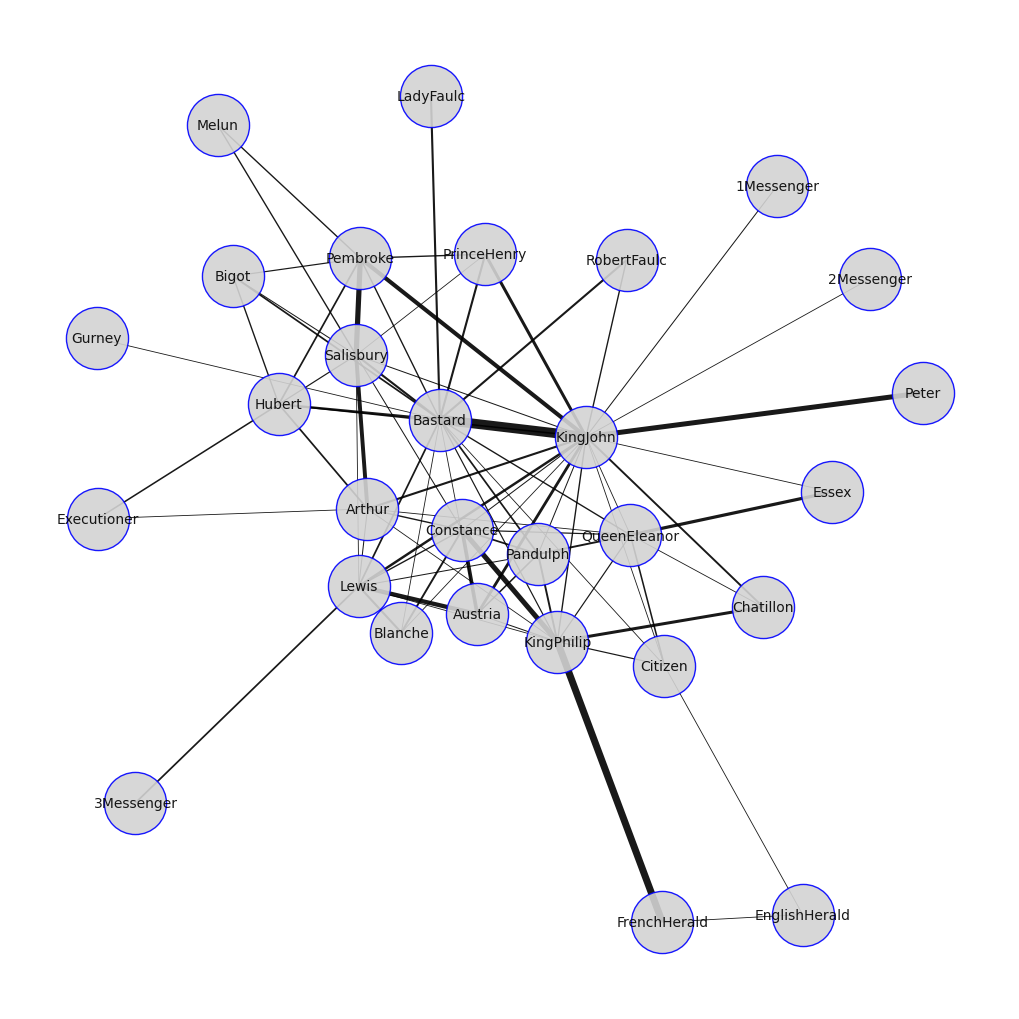 LadyFaulc
Melun
1Messenger
PrinceHenry
Pembroke
RobertFaulc
Bigot
2Messenger
Gurney
Salisbury
Peter
Hubert
Bastard
KingJohn
Essex
Arthur
Executioner
Constance
QueenEleanor
Pandulph
Lewis
Chatillon
Austria
Blanche
KingPhilip
Citizen
3Messenger
EnglishHerald
FrenchHerald